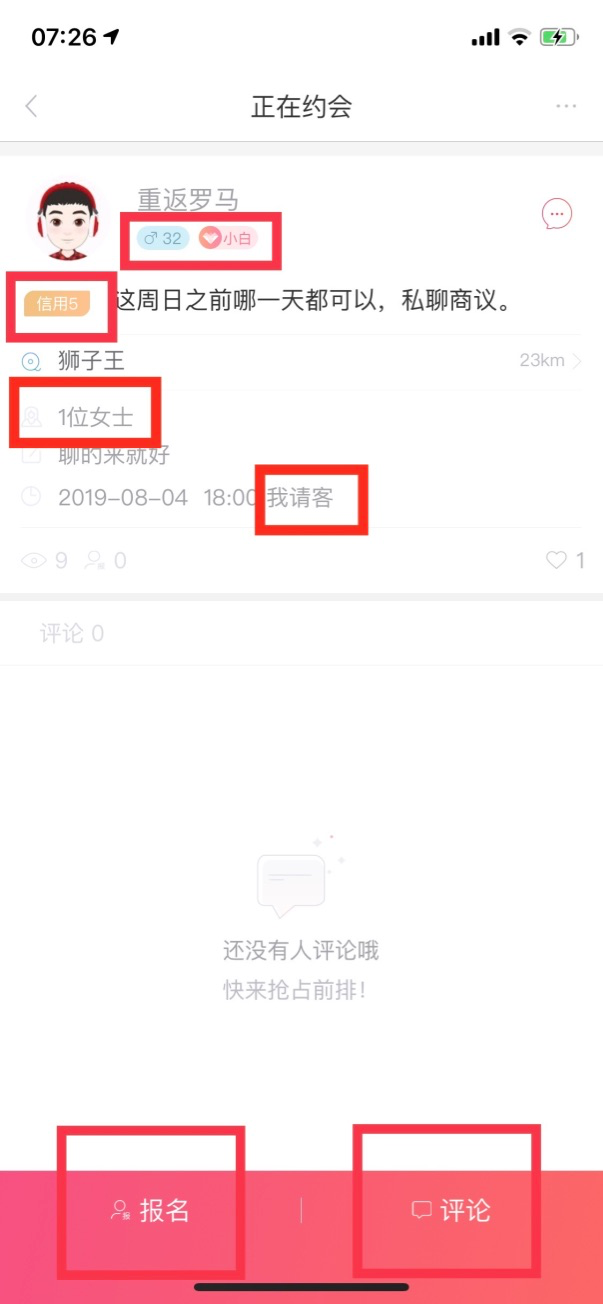 07:26
正在约会
重返罗马
32 小白
信用5 这周日之前哪一天都可以，私聊商议。
狮子王 23km
1位女士
聊的来就好
2019-08-04 18:00 我请客
9 0 1
评论 0
还没有人评论哦
快来抢占前排！
报名 评论